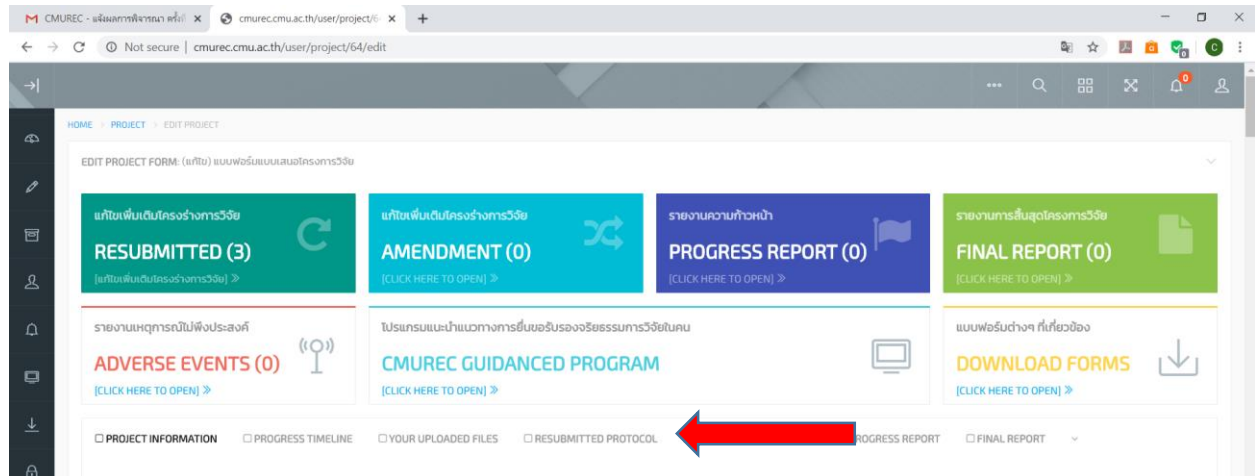 CMUREC - แจ้งผลการพิจารณา ครั้งที่
cmurec.cmu.ac.th/user/project/6
Not secure | cmurec.cmu.ac.th/user/project/64/edit
HOME > PROJECT > EDIT PROJECT
EDIT PROJECT FORM: (แก้ไข) แบบฟอร์มแบบเสนอโครงการวิจัย
แก้ไขเพิ่มเติมโครงร่างการวิจัย
RESUBMITTED (3)
[แก้ไขเพิ่มเติมโครงร่างการวิจัย] »
แก้ไขเพิ่มเติมโครงร่างการวิจัย
AMENDMENT (0)
[CLICK HERE TO OPEN] »
รายงานความก้าวหน้า
PROGRESS REPORT (0)
[CLICK HERE TO OPEN] »
รายงานการสิ้นสุดโครงการวิจัย
FINAL REPORT (0)
[CLICK HERE TO OPEN] »
รายงานเหตุการณ์ไม่พึงประสงค์
ADVERSE EVENTS (0)
[CLICK HERE TO OPEN] »
โปรแกรมแนะนำแนวทางการยื่นขอรับรองจริยธรรมการวิจัยในคน
CMUREC GUIDANCED PROGRAM
[CLICK HERE TO OPEN] »
แบบฟอร์มต่างๆ ที่เกี่ยวข้อง
DOWNLOAD FORMS
[CLICK HERE TO OPEN] »
PROJECT INFORMATION PROGRESS TIMELINE YOUR UPLOADED FILES RESUBMITTED PROTOCOL ROGRESS REPORT FINAL REPORT